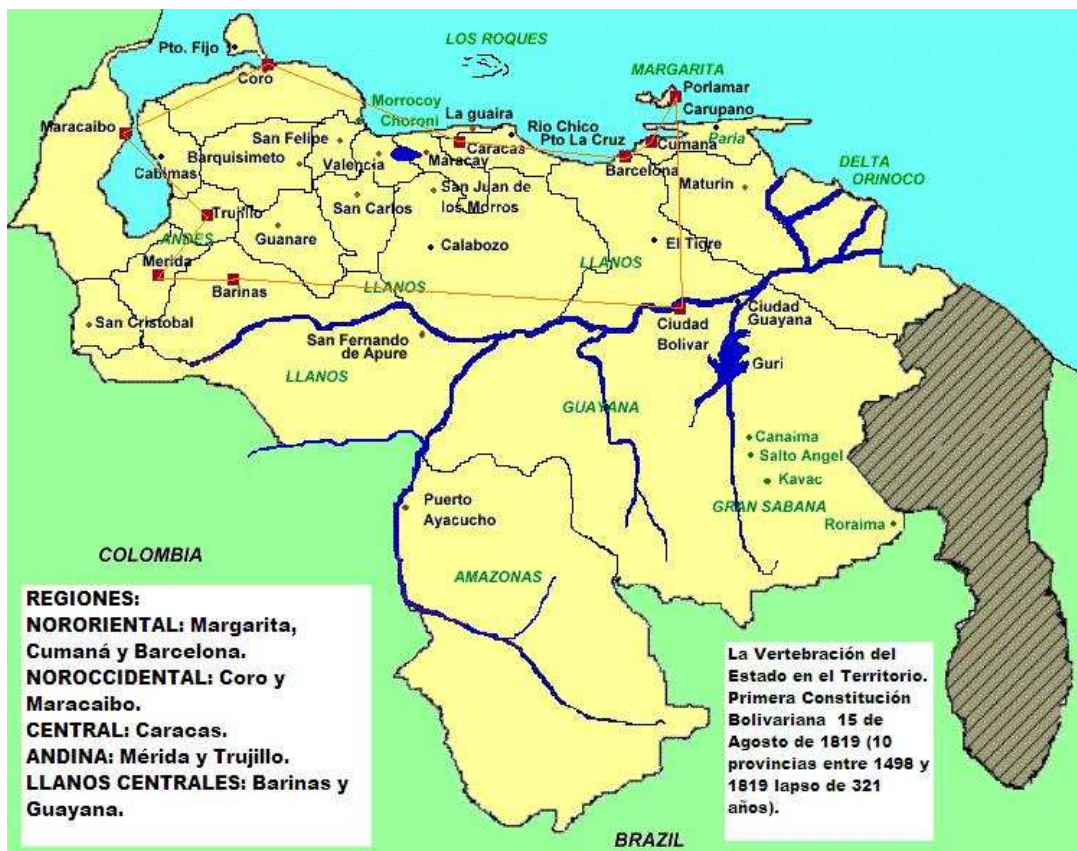 LOS ROQUES
Pto. Fijo
Coro
MARGARITA
Porlamar
Carupano
Morrocoy
Choroni
La guaira
Rio Chico
Pto La Cruz
Cumana
Paria
Maracaibo
San Felipe
Caracas
Barquisimeto
Valencia
Maracay
Barcelona
DELTA
ORINOCO
Cabimas
Maturin
San Juan de
los Morros
San Carlos
Trujillo
ANDES
Guanare
Calabozo
El Tigre
LLANOS
Merida
Barinas
LLANOS
San Cristobal
Ciudad
Guayana
Ciudad
Bolivar
San Fernando
de Apure
Guri
LLANOS
GUAYANA
Canaima
Salto Angel
Kavac
GRAN SABANA
Puerto
Ayacucho
Roraima
COLOMBIA
AMAZONAS
REGIONES:
NORORIENTAL: Margarita,
Cumaná y Barcelona.
NOROCCIDENTAL: Coro y
Maracaibo.
CENTRAL: Caracas.
ANDINA: Mérida y Trujillo.
LLANOS CENTRALES: Barinas y
Guayana.
La Vertebración del
Estado en el Territorio.
Primera Constitución
Bolivariana 15 de
Agosto de 1819 (10
provincias entre 1498 y
1819 lapso de 321
años).
BRAZIL